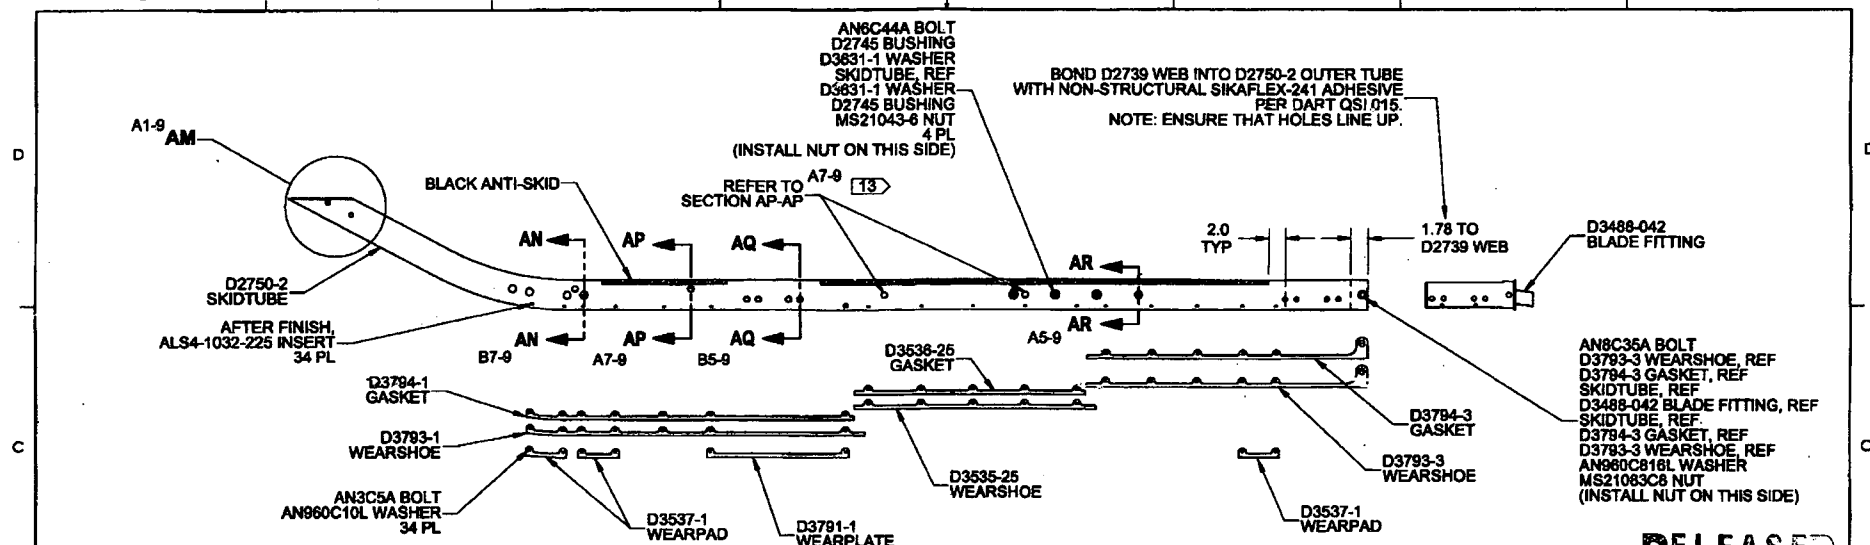 AN6C44A BOLT
D2745 BUSHING
D3631-1 WASHER
SKIDTUBE, REF
D3631-1 WASHER
D2745 BUSHING
MS21043-6 NUT
4 PL
(INSTALL NUT ON THIS SIDE)
BOND D2739 WEB INTO D2750-2 OUTER TUBE
WITH NON-STRUCTURAL SIKAFLEX-241 ADHESIVE
PER DART QSI 015.
NOTE: ENSURE THAT HOLES LINE UP.
A1-9
AM
D
D
BLACK ANTI-SKID
REFER TO
SECTION AP-AP
A7-9
13
AN
AP
AQ
AR
2.0
TYP
1.78 TO
D2739 WEB
D3488-042
BLADE FITTING
D2750-2
SKIDTUBE
AFTER FINISH,
ALS4-1032-225 INSERT
34 PL
AN
AP
AQ
AR
B7-9
A7-9
B5-9
A5-9
D3794-1
GASKET
D3793-1
WEARSHOE
AN3C5A BOLT
AN960C10L WASHER
34 PL
D3537-1
WEARPAD
D3791-1
WEARPLATE
D3536-25
GASKET
D3535-25
WEARSHOE
D3794-3
GASKET
D3793-3
WEARSHOE
D3537-1
WEARPAD
AN8C35A BOLT
D3793-3 WEARSHOE, REF
D3794-3 GASKET, REF
SKIDTUBE, REF
D3488-042 BLADE FITTING, REF
SKIDTUBE, REF
D3794-3 GASKET, REF
D3793-3 WEARSHOE, REF
AN960C816L WASHER
MS21083C8 NUT
(INSTALL NUT ON THIS SIDE)
C
C
RELEASED